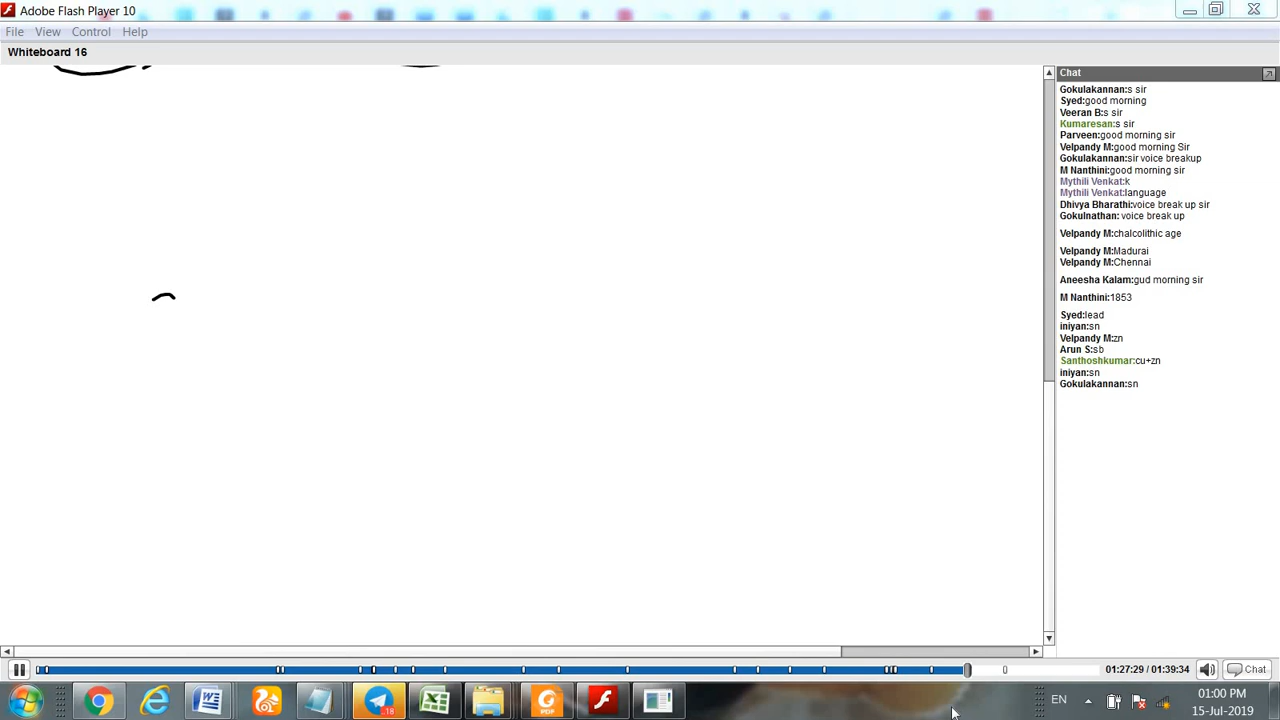 Adobe Flash Player 10
File View Control Help
Whiteboard 16
Chat
Gokulakannan:s sir
Syed:good morning
Veeran B:s sir
Kumaresan:s sir
Parveen:good morning sir
Velpandy M:good morning Sir
Gokulakannan:sir voice breakup
M Nanthini:good morning sir
Mythili Venkat:k
Mythili Venkat:language
Dhivya Bharathi:voice break up sir
Gokulnathan: voice break up
Velpandy M:chalcolithic age
Velpandy M:Madurai
Velpandy M:Chennai
Aneesha Kalam:gud morning sir
M Nanthini:1853
Syed:lead
iniyan:sn
Velpandy M:zn
Arun S:sb
Santhoshkumar:cu+zn
iniyan:sn
Gokulakannan:sn
01:27:29 / 01:39:34 Chat
18 PDF EN 01:00 PM
15-Jul-2019